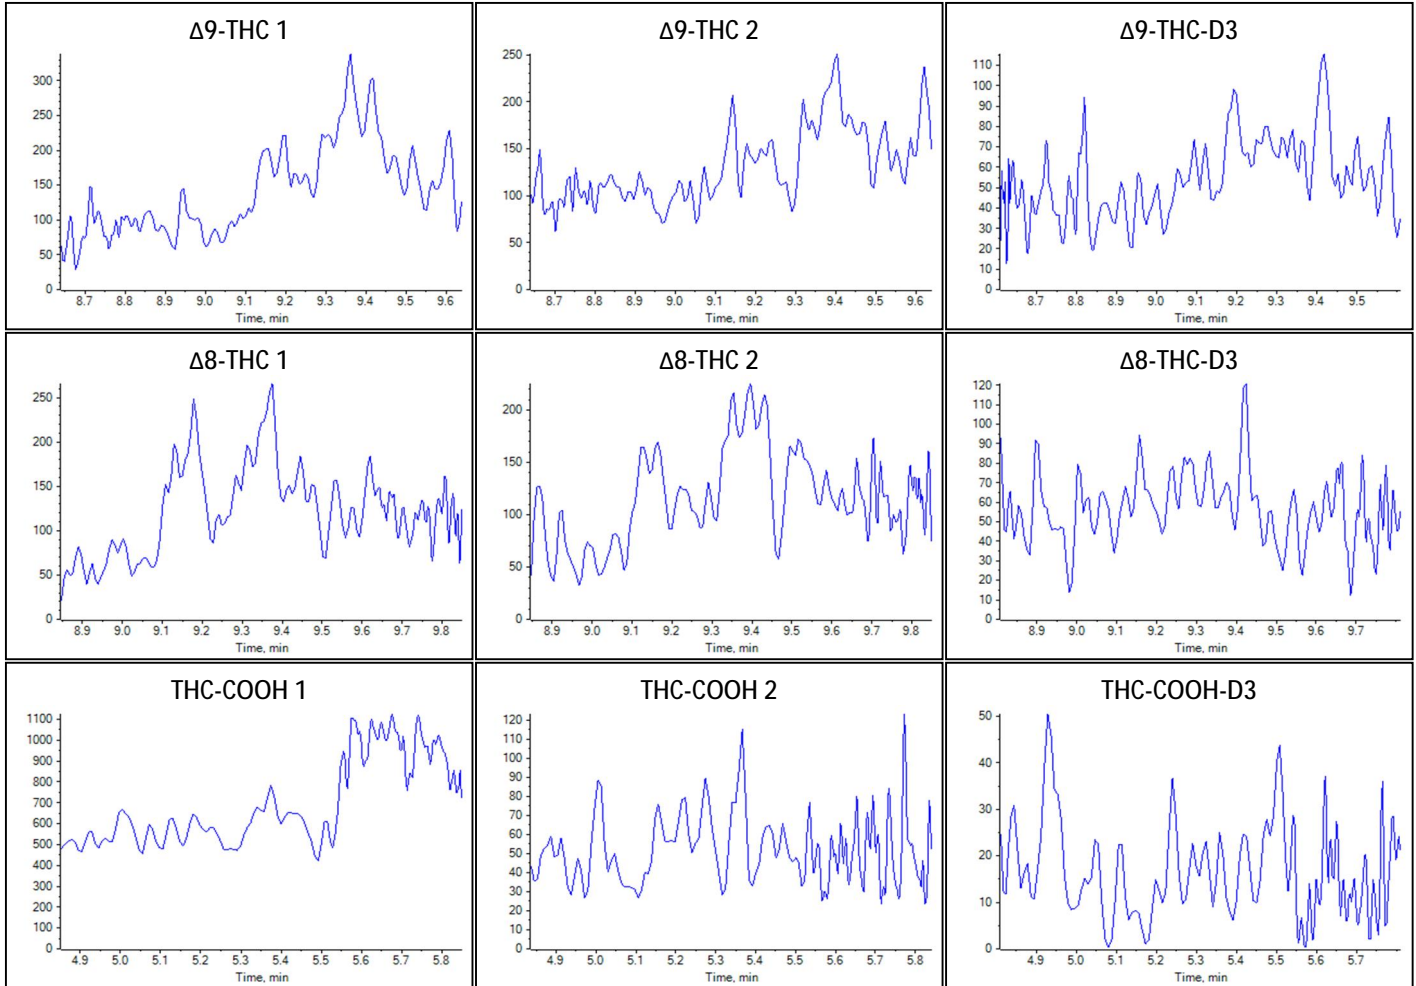 Δ9-THC 1
300
250
200
150
100
50
0
8.7 8.8 8.9 9.0 9.1 9.2 9.3 9.4 9.5 9.6
Time, min
Δ9-THC 2
250
200
150
100
50
0
8.7 8.8 8.9 9.0 9.1 9.2 9.3 9.4 9.5 9.6
Time, min
Δ9-THC-D3
110
100
90
80
70
60
50
40
30
20
10
0
8.7 8.8 8.9 9.0 9.1 9.2 9.3 9.4 9.5
Time, min
Δ8-THC 1
250
200
150
100
50
0
8.9 9.0 9.1 9.2 9.3 9.4 9.5 9.6 9.7 9.8
Time, min
Δ8-THC 2
200
150
100
50
0
8.9 9.0 9.1 9.2 9.3 9.4 9.5 9.6 9.7 9.8
Time, min
Δ8-THC-D3
120
110
100
90
80
70
60
50
40
30
20
10
0
8.9 9.0 9.1 9.2 9.3 9.4 9.5 9.6 9.7
Time, min
THC-COOH 1
1100
1000
900
800
700
600
500
400
300
200
100
0
4.9 5.0 5.1 5.2 5.3 5.4 5.5 5.6 5.7 5.8
Time, min
THC-COOH 2
120
110
100
90
80
70
60
50
40
30
20
10
0
4.9 5.0 5.1 5.2 5.3 5.4 5.5 5.6 5.7 5.8
Time, min
THC-COOH-D3
50
40
30
20
10
0
4.9 5.0 5.1 5.2 5.3 5.4 5.5 5.6 5.7
Time, min